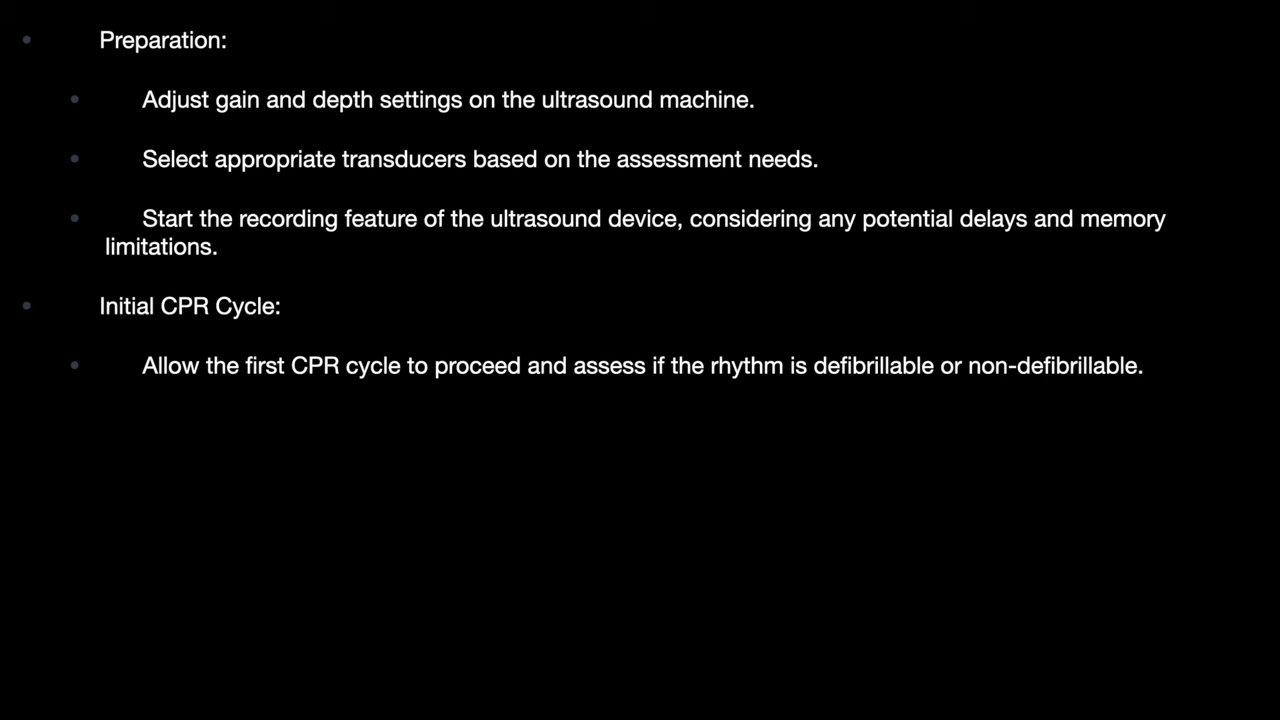 • Preparation:
• Adjust gain and depth settings on the ultrasound machine.
• Select appropriate transducers based on the assessment needs.
• Start the recording feature of the ultrasound device, considering any potential delays and memory
limitations.
• Initial CPR Cycle:
• Allow the first CPR cycle to proceed and assess if the rhythm is defibrillable or non-defibrillable.